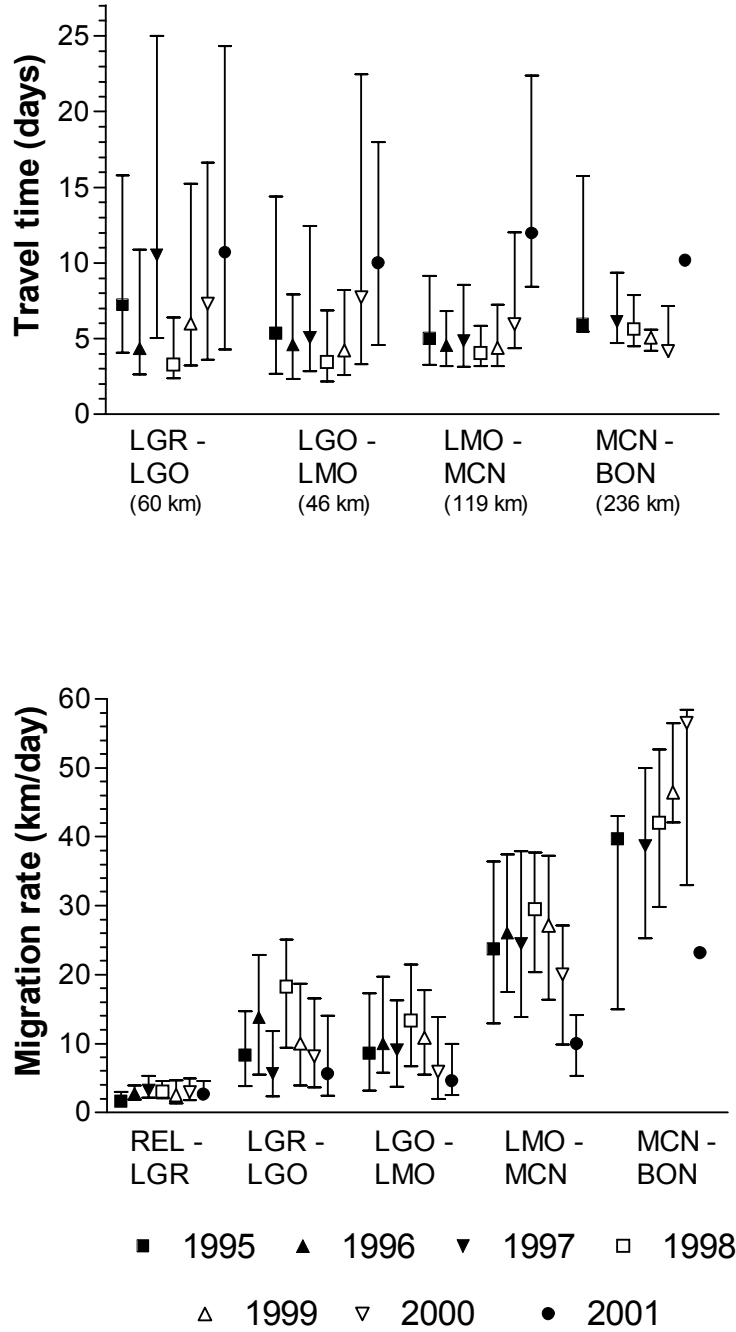 Travel time (days)
25
20
15
10
5
0
LGR - LGO - LMO - MCN -
LGO LMO MCN BON
(60 km) (46 km) (119 km) (236 km)
Migration rate (km/day)
60
50
40
30
20
10
0
REL - LGR - LGO - LMO - MCN -
LGR LGO LMO MCN BON
1995 1996 1997 1998
1999 2000 2001